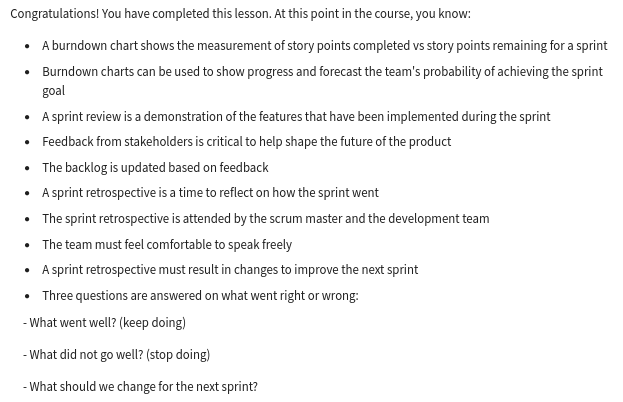 Congratulations! You have completed this lesson. At this point in the course, you know:
• A burndown chart shows the measurement of story points completed vs story points remaining for a sprint
• Burndown charts can be used to show progress and forecast the team's probability of achieving the sprint
goal
• A sprint review is a demonstration of the features that have been implemented during the sprint
• Feedback from stakeholders is critical to help shape the future of the product
• The backlog is updated based on feedback
• A sprint retrospective is a time to reflect on how the sprint went
• The sprint retrospective is attended by the scrum master and the development team
• The team must feel comfortable to speak freely
• A sprint retrospective must result in changes to improve the next sprint
• Three questions are answered on what went right or wrong:
- What went well? (keep doing)
- What did not go well? (stop doing)
- What should we change for the next sprint?